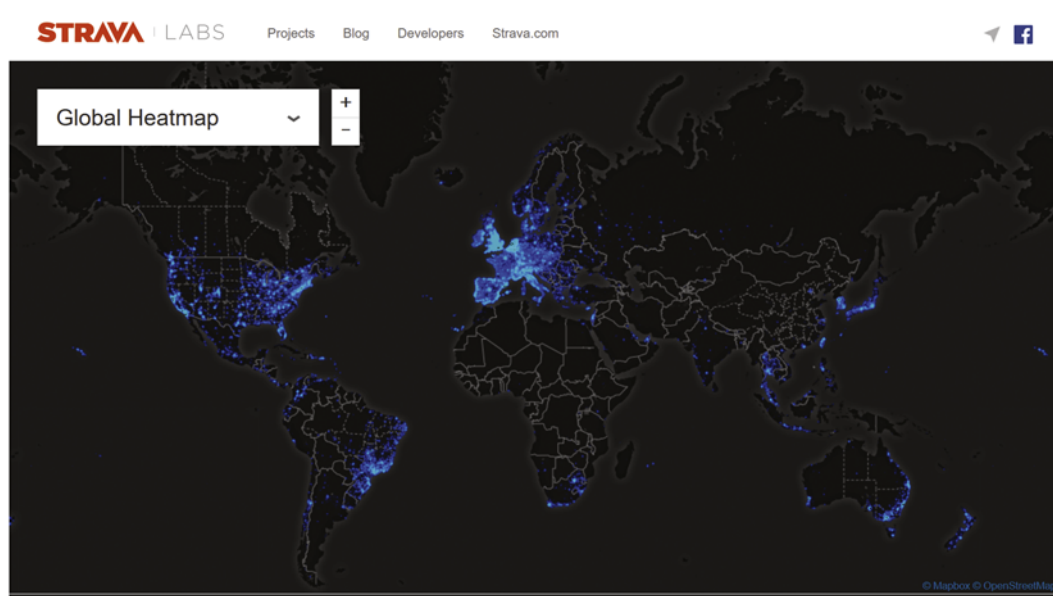 STRAVA LABS Projects Blog Developers Strava.com
Global Heatmap
+
−
© Mapbox © OpenStreetMap